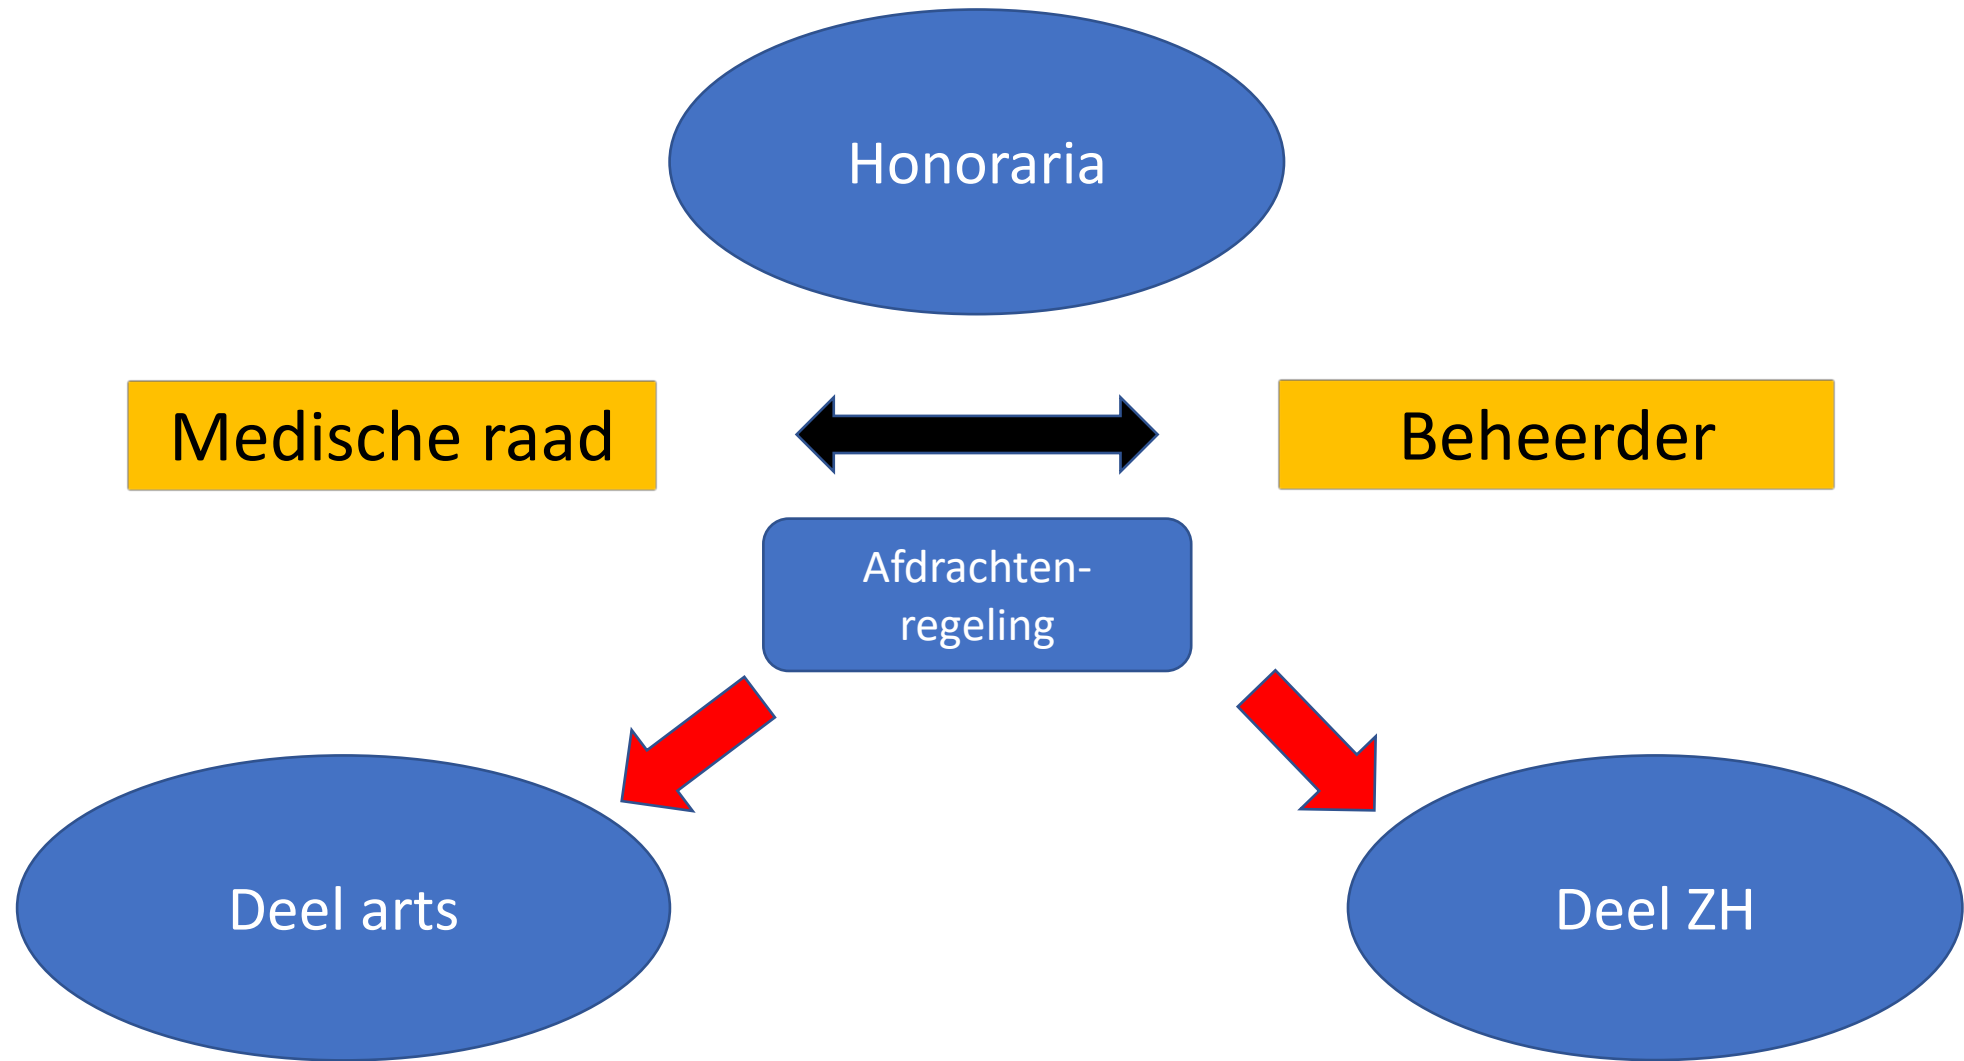 Honoraria
Medische raad
Beheerder
Afdrachten-
regeling
Deel arts
Deel ZH